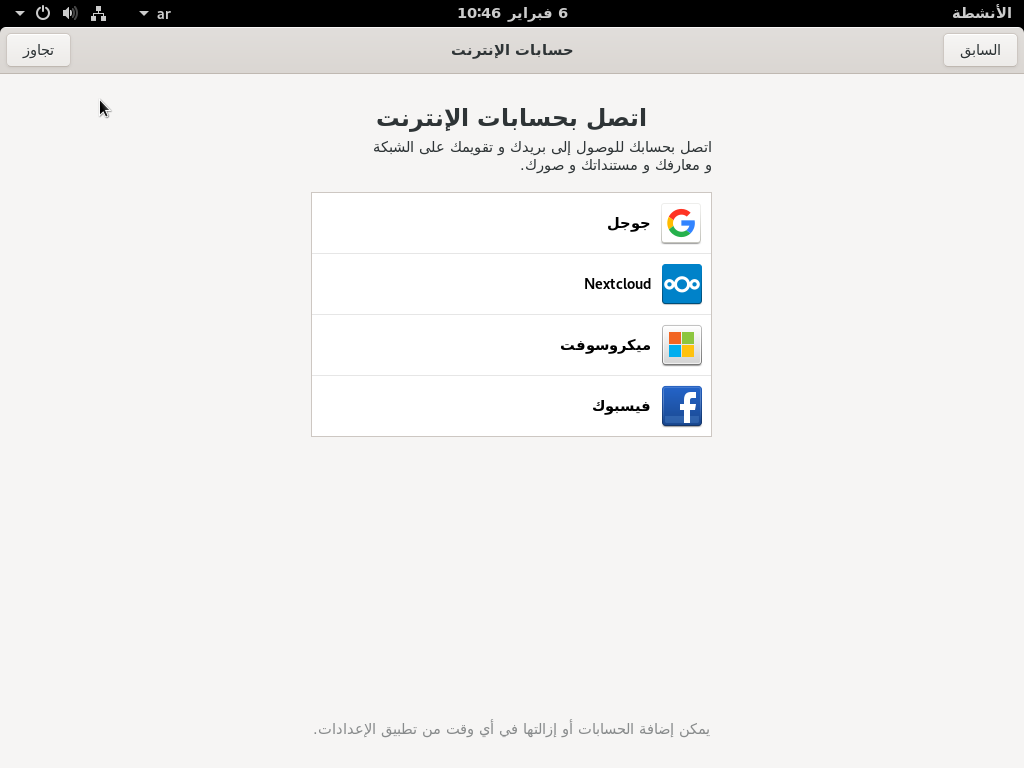 الأنشطة
6 فبراير 10:46
ar
السابق
حسابات الإنترنت
تجاوز
اتصل بحسابات الإنترنت
اتصل بحسابك للوصول إلى بريدك و تقويمك على الشبكة
و معارفك و مستنداتك و صورك.
جوجل
Nextcloud
ميكروسوفت
فيسبوك
يمكن إضافة الحسابات أو إزالتها في أي وقت من تطبيق الإعدادات.